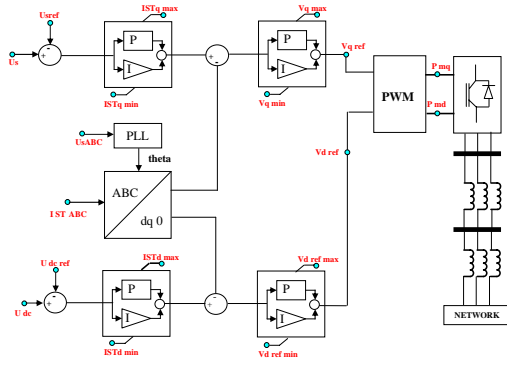 Usref
ISTq max
Vq max
Us
P
I
P
I
Vq ref
ISTq min
Vq min
PWM
P mq
P md
UsABC
PLL
theta
Vd ref
I ST ABC
ABC
dq 0
U dc ref
ISTd max
Vd ref max
U dc
P
I
P
I
ISTd min
Vd ref min
NETWORK